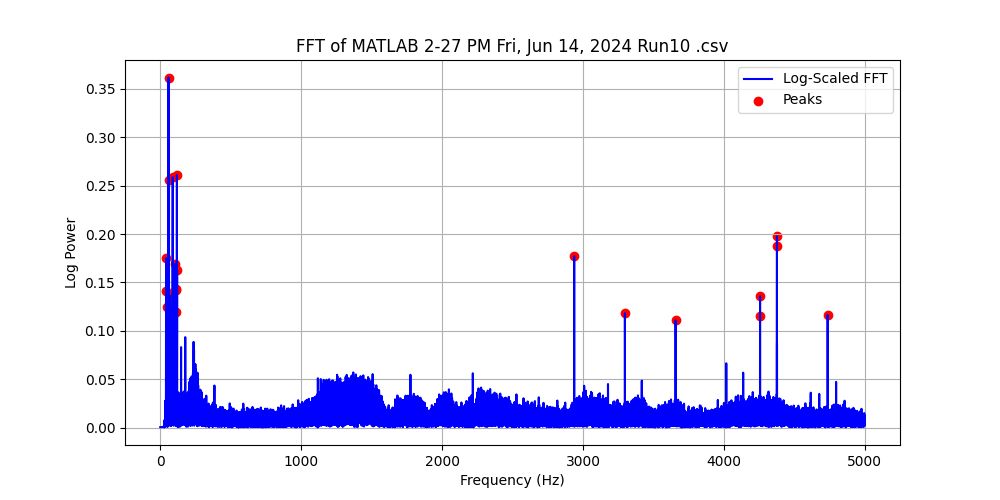 FFT of MATLAB 2-27 PM Fri, Jun 14, 2024 Run10 .csv
Log-Scaled FFT
Peaks
Log Power
0.35
0.30
0.25
0.20
0.15
0.10
0.05
0.00
0 1000 2000 3000 4000 5000
Frequency (Hz)